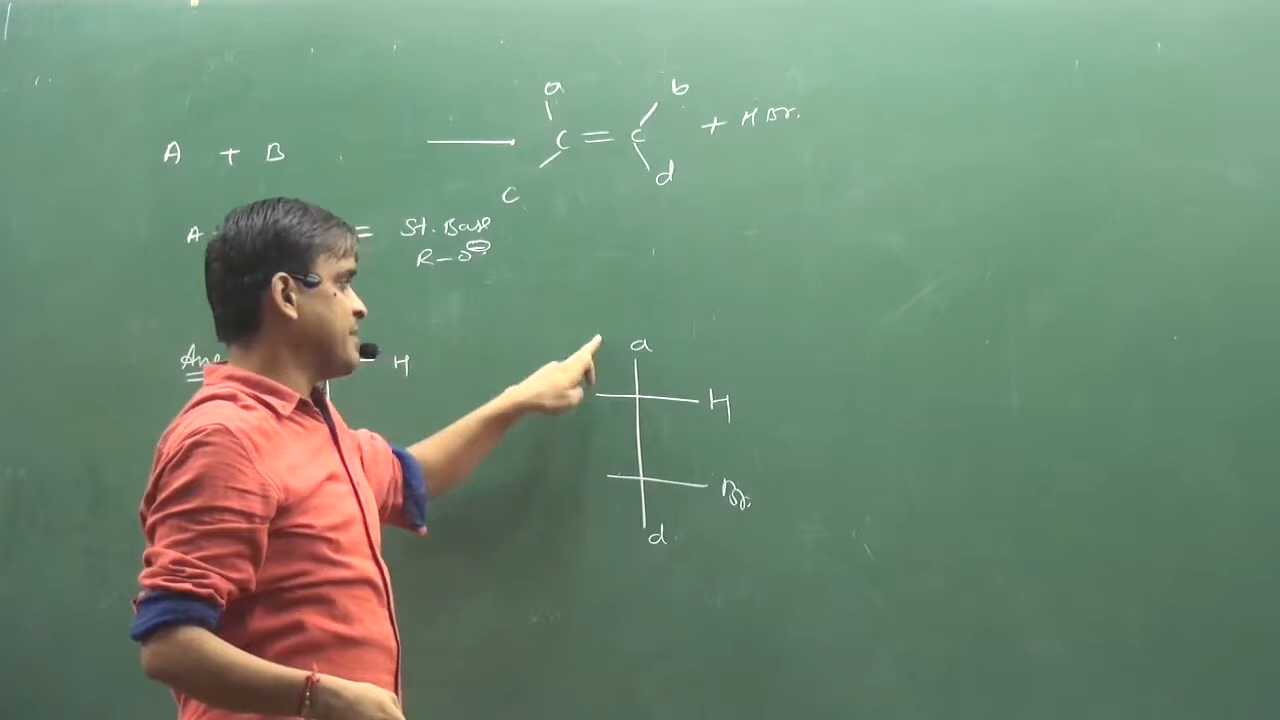 a b
A + B C = C + HBr.
c d
A = St. Base
R-O⊖
Ans H
a
H
Br.
d.